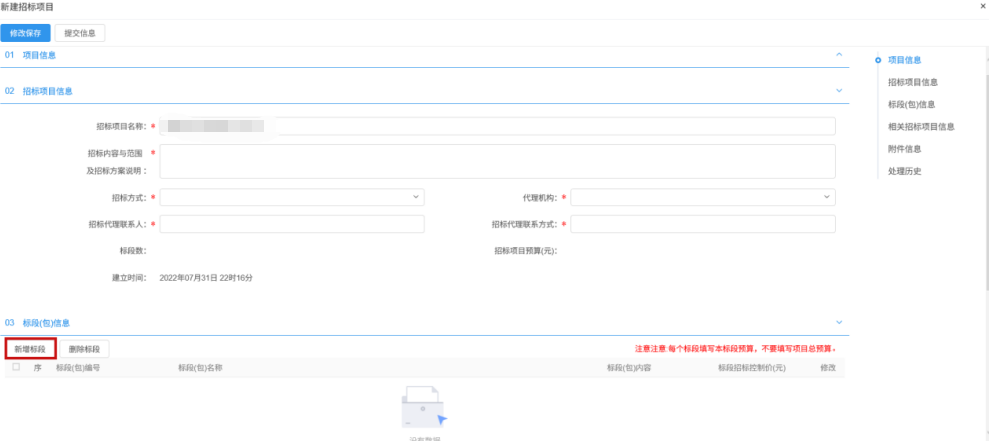 新建招标项目 ×
修改保存 提交信息
01 项目信息
02 招标项目信息
招标项目名称: *
招标内容与范围 *
及招标方案说明:
招标方式: * 代理机构: *
招标代理联系人: * 招标代理联系方式: *
标段数: 招标项目预算(元):
建立时间: 2022年07月31日 22时16分
03 标段(包)信息
新增标段 删除标段 注意注意:每个标段填写本标段预算，不要填写项目总预算。
序 标段(包)编号 标段(包)名称 标段(包)内容 标段招标控制价(元) 修改
没有数据
项目信息
招标项目信息
标段(包)信息
相关招标项目信息
附件信息
处理历史